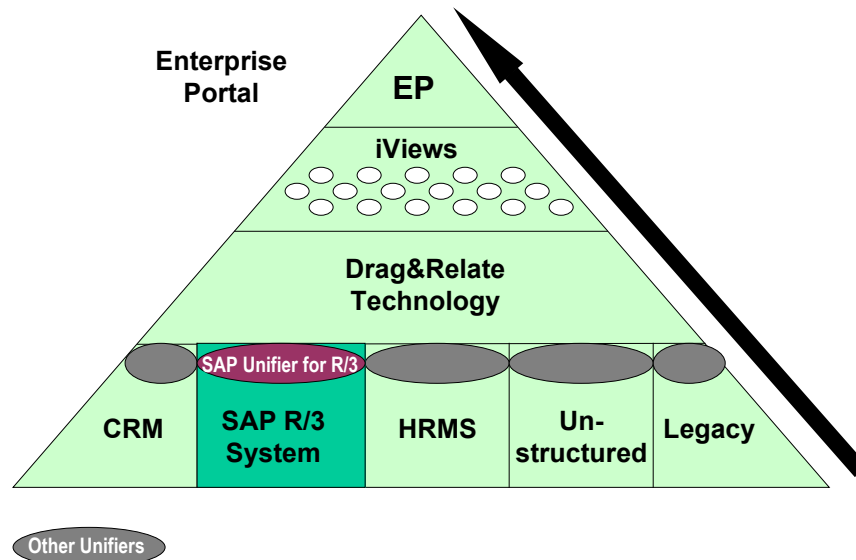 Enterprise
Portal
EP
iViews
Drag&Relate
Technology
SAP Unifier for R/3
CRM
SAP R/3
System
HRMS
Un-
structured
Legacy
Other Unifiers